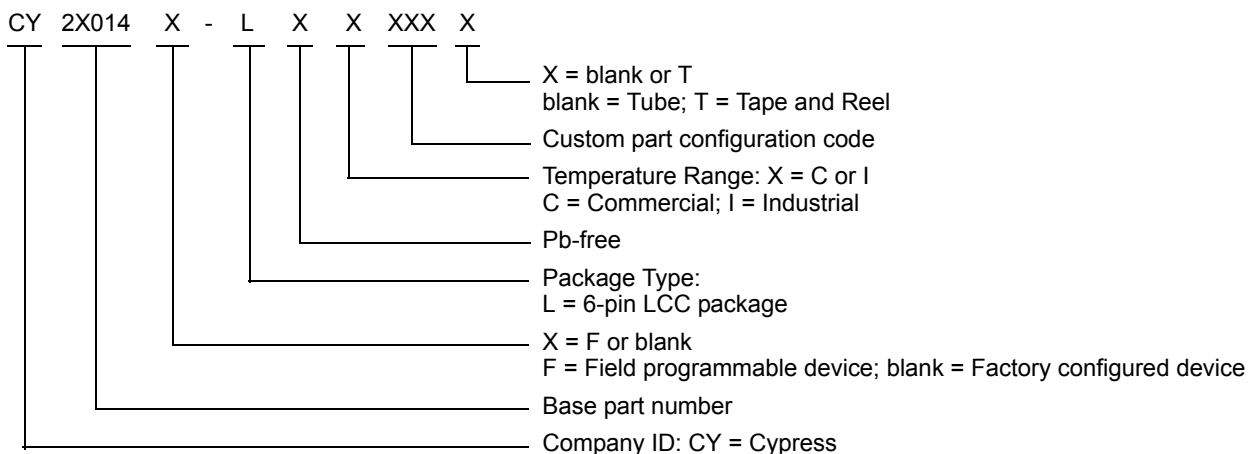 CY 2X014 X - L X X XXX X
X = blank or T
blank = Tube; T = Tape and Reel
Custom part configuration code
Temperature Range: X = C or I
C = Commercial; I = Industrial
Pb-free
Package Type:
L = 6-pin LCC package
X = F or blank
F = Field programmable device; blank = Factory configured device
Base part number
Company ID: CY = Cypress